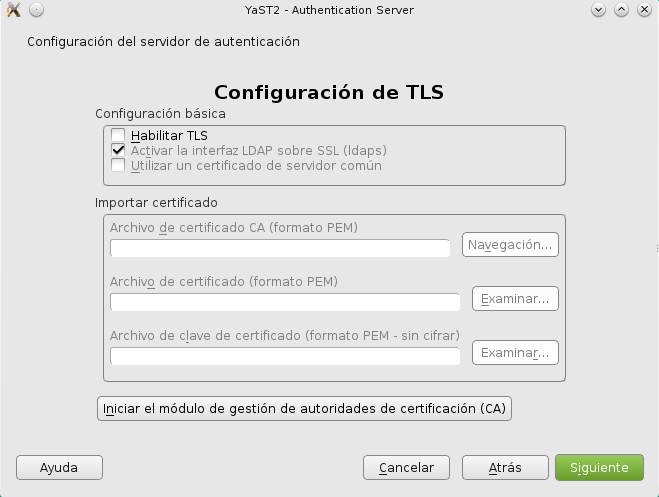 YaST2 - Authentication Server
Configuración del servidor de autenticación
Configuración de TLS
Configuración básica
Habilitar TLS
Activar la interfaz LDAP sobre SSL (ldaps)
Utilizar un certificado de servidor común
Importar certificado
Archivo de certificado CA (formato PEM)
Navegación...
Archivo de certificado (formato PEM)
Examinar...
Archivo de clave de certificado (formato PEM - sin cifrar)
Examinar...
Iniciar el módulo de gestión de autoridades de certificación (CA)
Ayuda Cancelar Atrás Siguiente